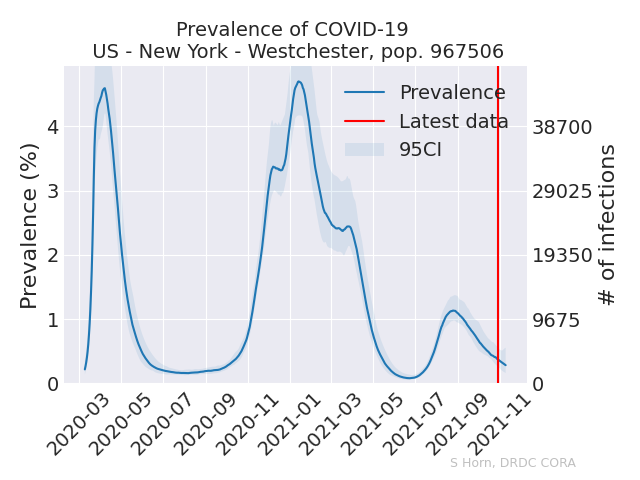 Prevalence of COVID-19
US - New York - Westchester, pop. 967506
Prevalence
Latest data
95CI
Prevalence (%)
4
3
2
1
0
38700
29025
19350
9675
0
# of infections
2020-03
2020-05
2020-07
2020-09
2020-11
2021-01
2021-03
2021-05
2021-07
2021-09
2021-11
S Horn, DRDC CORA